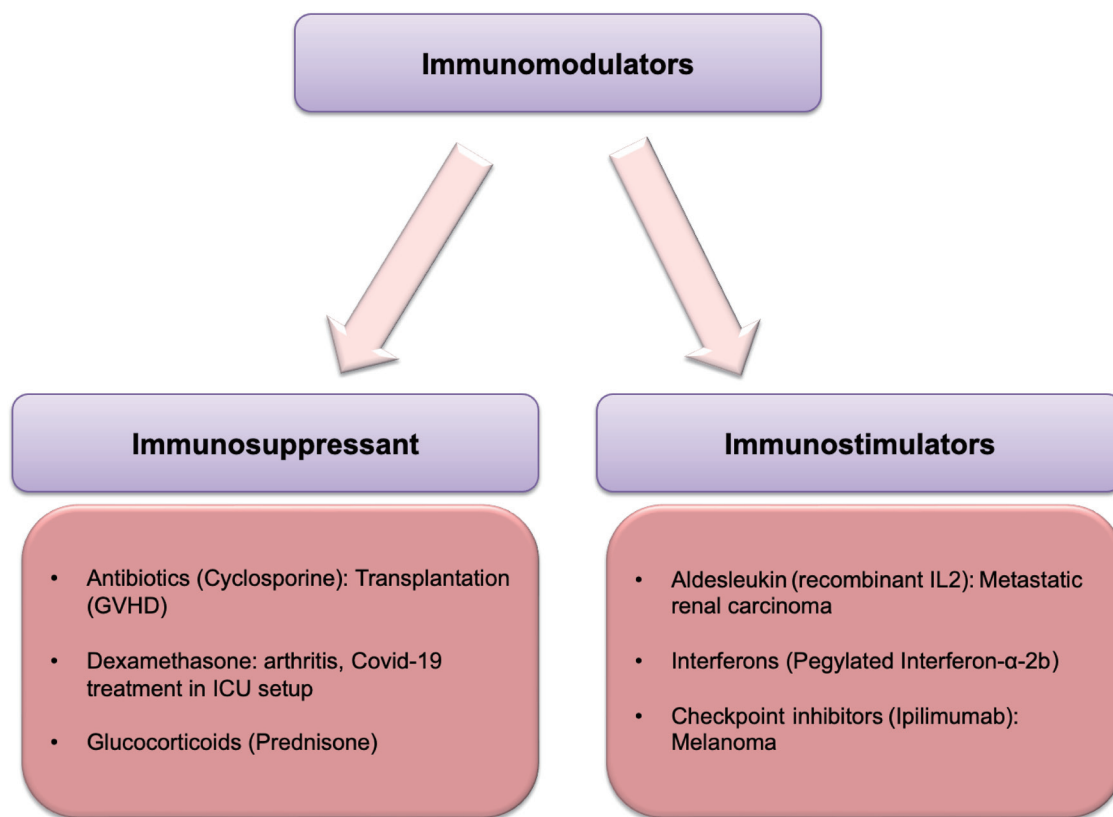 Immunomodulators
Immunosuppressant
• Antibiotics (Cyclosporine): Transplantation
(GVHD)
• Dexamethasone: arthritis, Covid-19
treatment in ICU setup
• Glucocorticoids (Prednisone)
Immunostimulators
• Aldesleukin (recombinant IL2): Metastatic
renal carcinoma
• Interferons (Pegylated Interferon-α-2b)
• Checkpoint inhibitors (Ipilimumab):
Melanoma